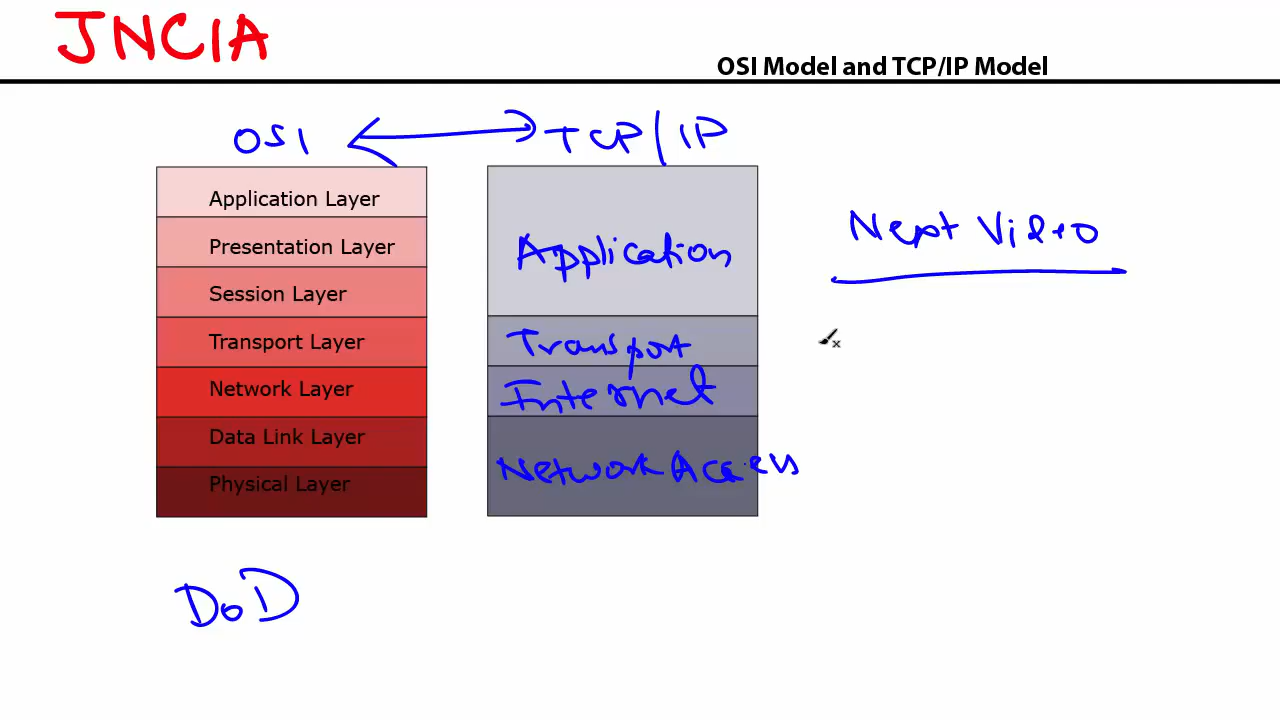 JNCIA
OSI Model and TCP/IP Model
OSI TCP/IP
Application Layer
Presentation Layer
Session Layer
Transport Layer
Network Layer
Data Link Layer
Physical Layer
Application
Transport
Internet
Network Access
Next Video
DoD